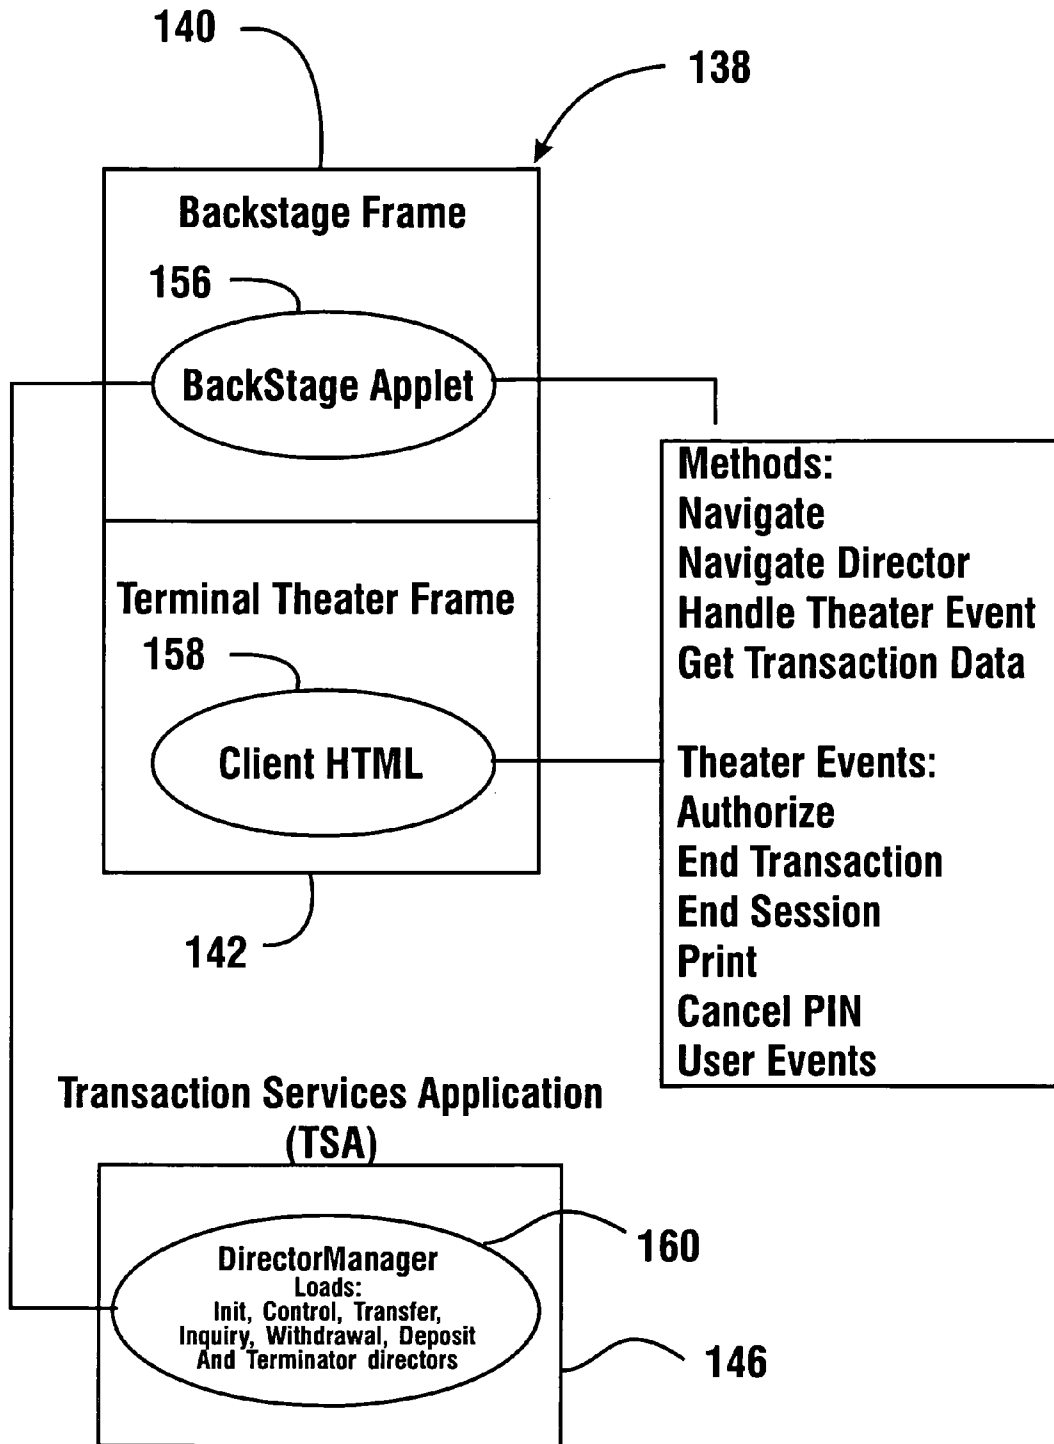 140
138
Backstage Frame
156
BackStage Applet
Methods:
Navigate
Navigate Director
Handle Theater Event
Get Transaction Data
Terminal Theater Frame
158
Client HTML
Theater Events:
Authorize
End Transaction
End Session
Print
Cancel PIN
User Events
142
Transaction Services Application
(TSA)
DirectorManager
Loads:
Init, Control, Transfer,
Inquiry, Withdrawal, Deposit
And Terminator directors
160
146